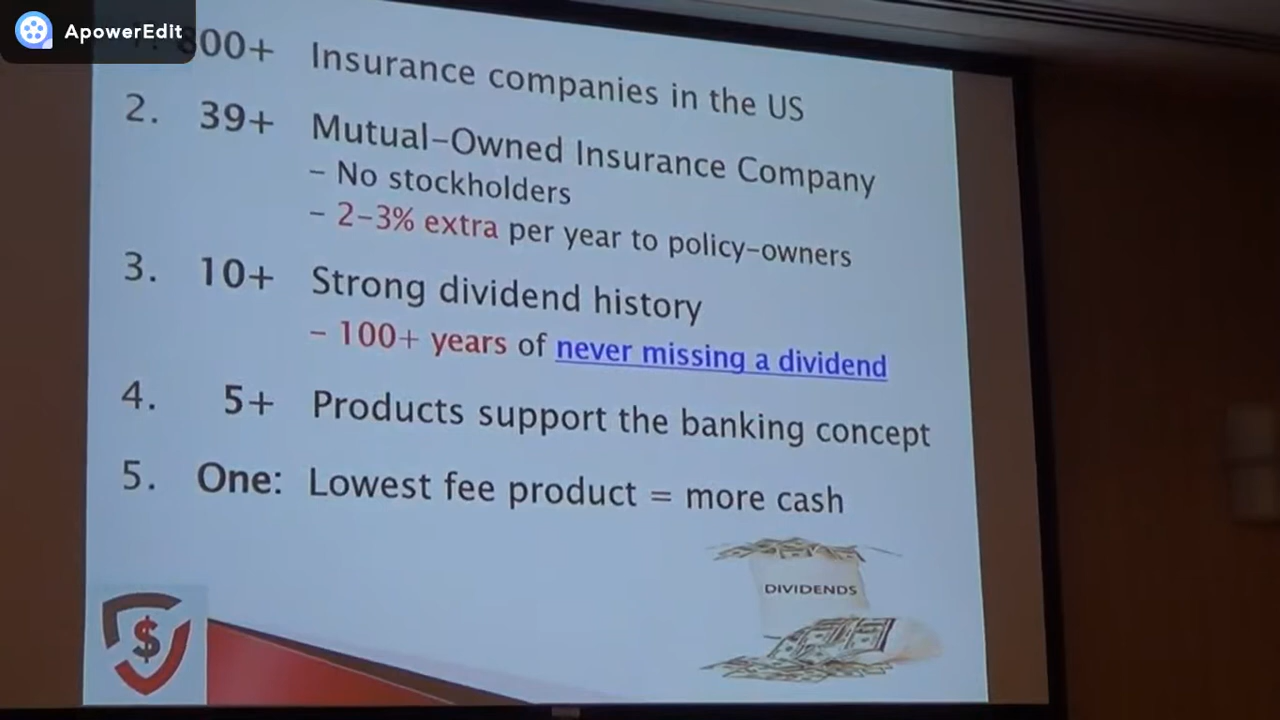 ApowerEdit
800+ Insurance companies in the US
2. 39+ Mutual-Owned Insurance Company
- No stockholders
- 2-3% extra per year to policy-owners
3. 10+ Strong dividend history
- 100+ years of never missing a dividend
4. 5+ Products support the banking concept
5. One: Lowest fee product = more cash
DIVIDENDS
$